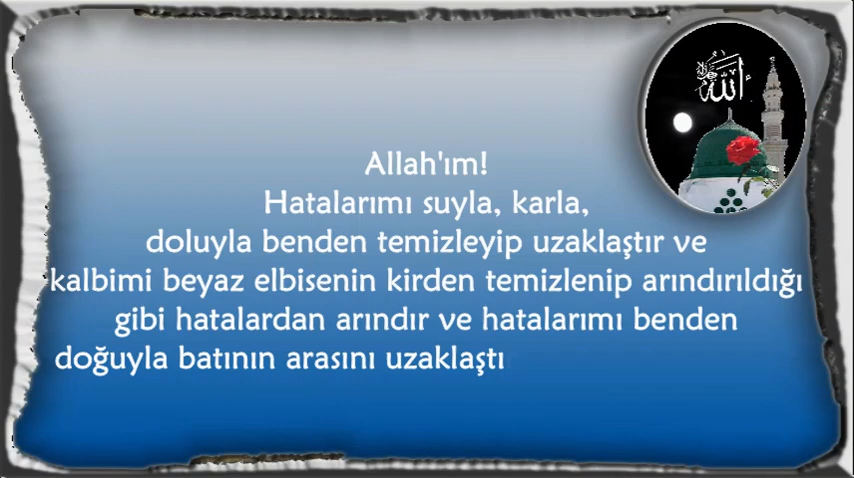 الله
Allah'ım!
Hatalarımı suyla, karla,
doluyla benden temizleyip uzaklaştır ve
kalbimi beyaz elbisenin kirden temizlenip arındırıldığı
gibi hatalardan arındır ve hatalarımı benden
doğuyla batının arasını uzaklaştı